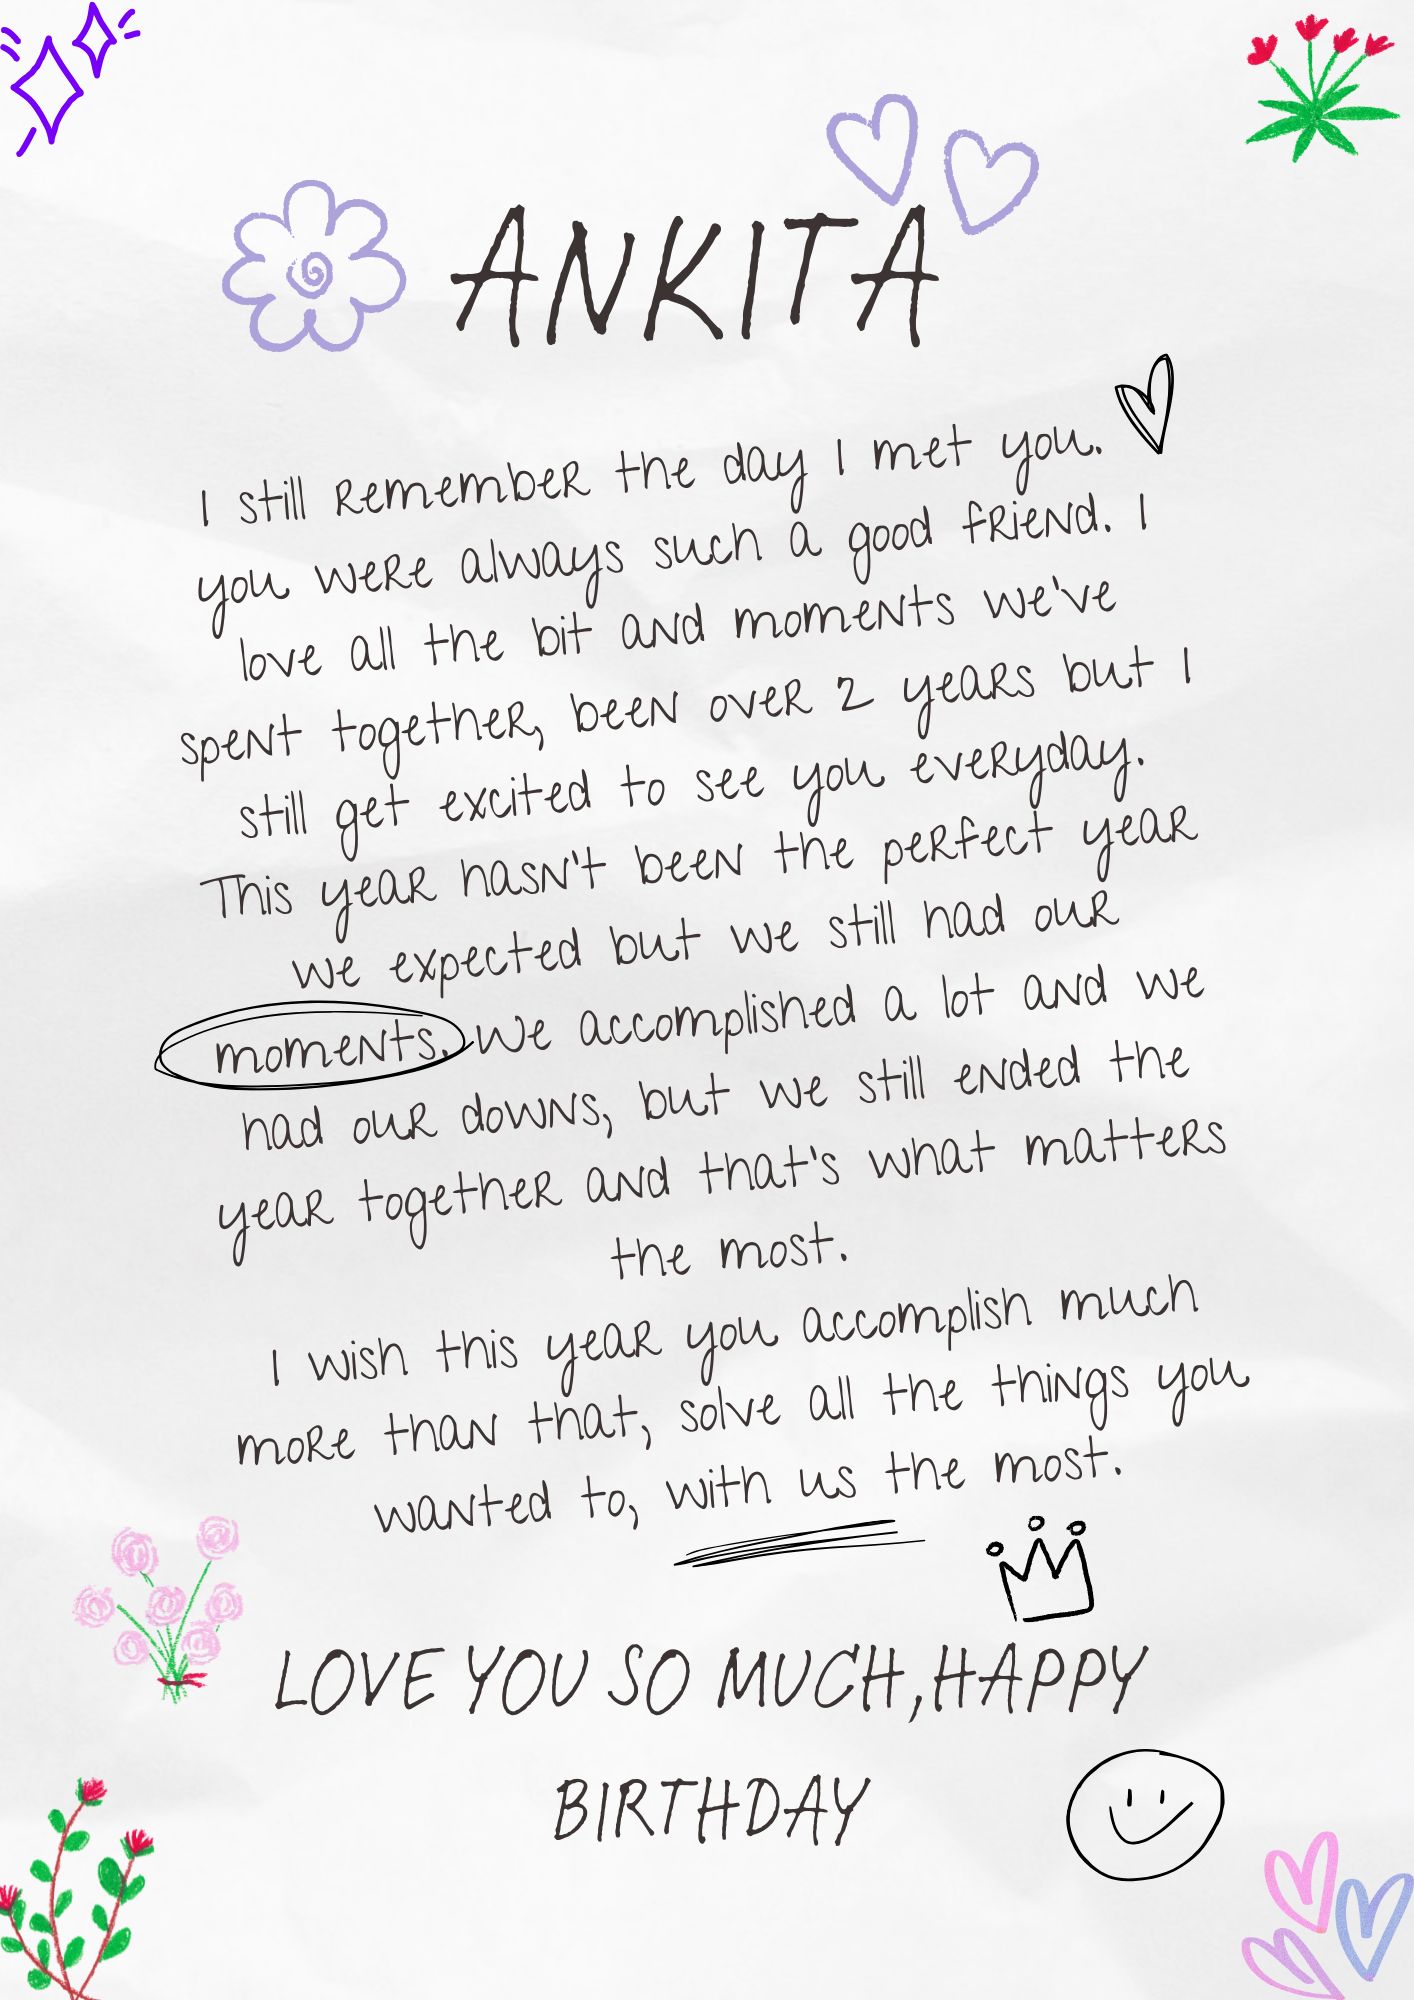 ANKITA
I still remember the day I met you.
you were always such a good friend. I
love all the bit and moments we've
spent together, been over 2 years but I
still get excited to see you everyday.
This year hasn't been the perfect year
we expected but we still had our
moments. We accomplished a lot and we
had our downs, but we still ended the
year together and that's what matters
the most.
I wish this year you accomplish much
more than that, solve all the things you
wanted to, with us the most.
LOVE YOU SO MUCH,HAPPY
BIRTHDAY